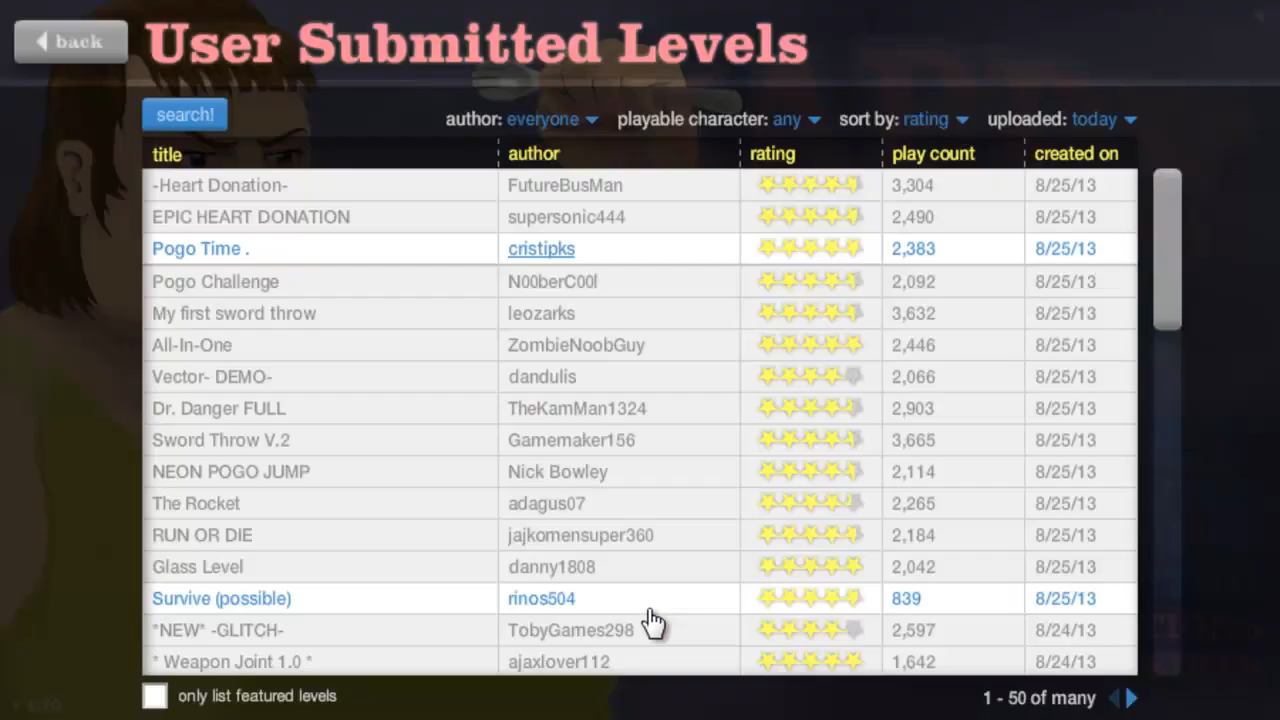 back
User Submitted Levels
search!
author: everyone playable character: any sort by: rating uploaded: today
title author rating play count created on
-Heart Donation- FutureBusMan 3,304 8/25/13
EPIC HEART DONATION supersonic444 2,490 8/25/13
Pogo Time . cristipks 2,383 8/25/13
Pogo Challenge N00berC00l 2,092 8/25/13
My first sword throw leozarks 3,632 8/25/13
All-In-One ZombieNoobGuy 2,446 8/25/13
Vector- DEMO- dandulis 2,066 8/25/13
Dr. Danger FULL TheKamMan1324 2,903 8/25/13
Sword Throw V.2 Gamemaker156 3,665 8/25/13
NEON POGO JUMP Nick Bowley 2,114 8/25/13
The Rocket adagus07 2,265 8/25/13
RUN OR DIE jajkomensuper360 2,184 8/25/13
Glass Level danny1808 2,042 8/25/13
Survive (possible) rinos504 839 8/25/13
*NEW* -GLITCH- TobyGames298 2,597 8/24/13
* Weapon Joint 1.0 * ajaxlover112 1,642 8/24/13
only list featured levels 1 - 50 of many